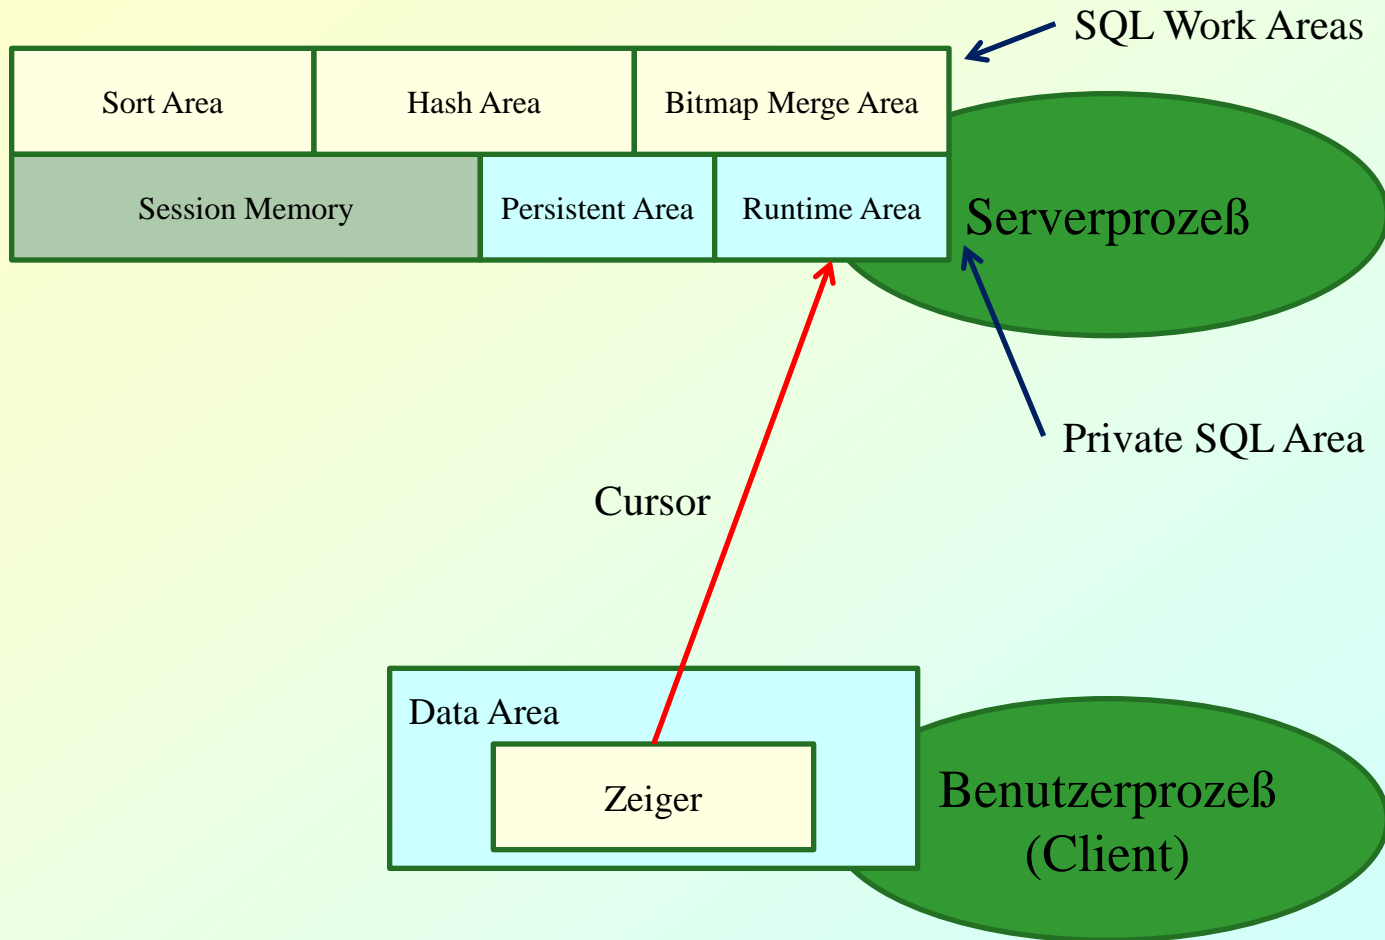 SQL Work Areas
Sort Area
Hash Area
Bitmap Merge Area
Session Memory
Persistent Area
Runtime Area
Serverprozeß
Private SQL Area
Cursor
Data Area
Zeiger
Benutzerprozeß
(Client)